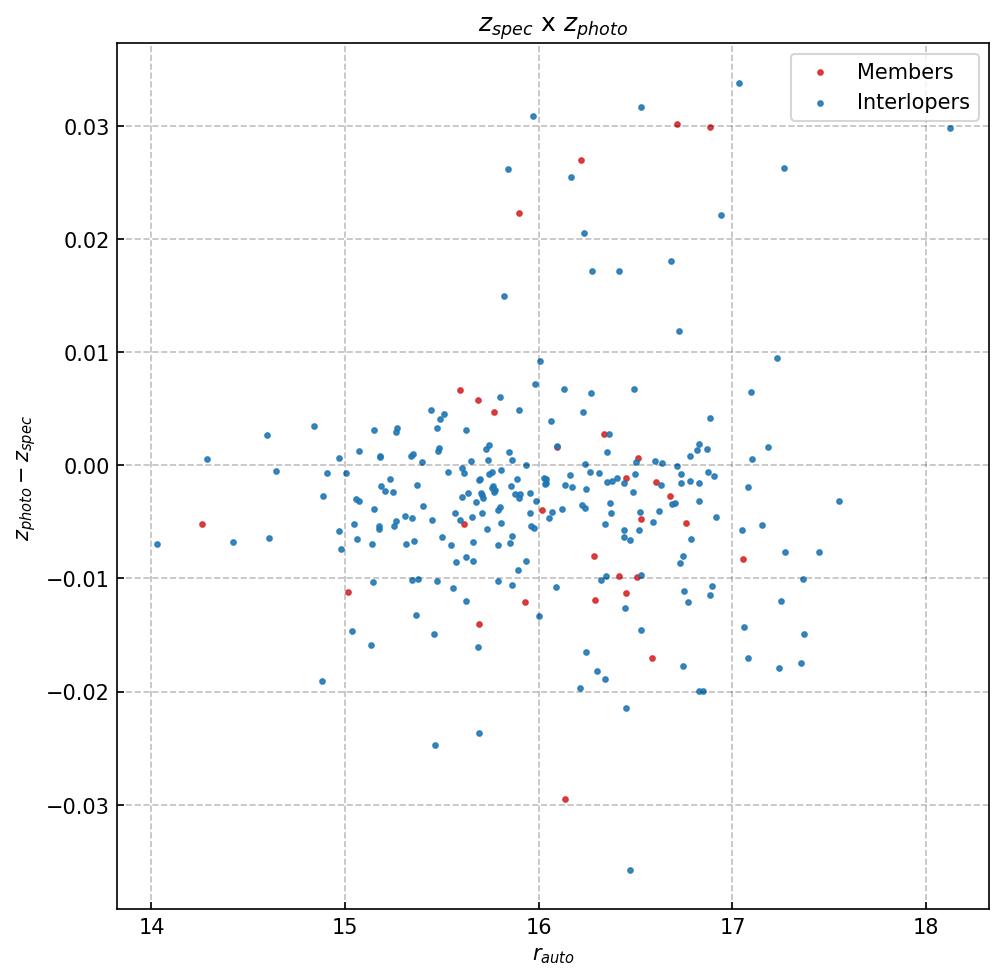 z_spec x z_photo
Members
Interlopers
z_photo − z_spec
0.03
0.02
0.01
0.00
−0.01
−0.02
−0.03
14 15 16 17 18
r_auto